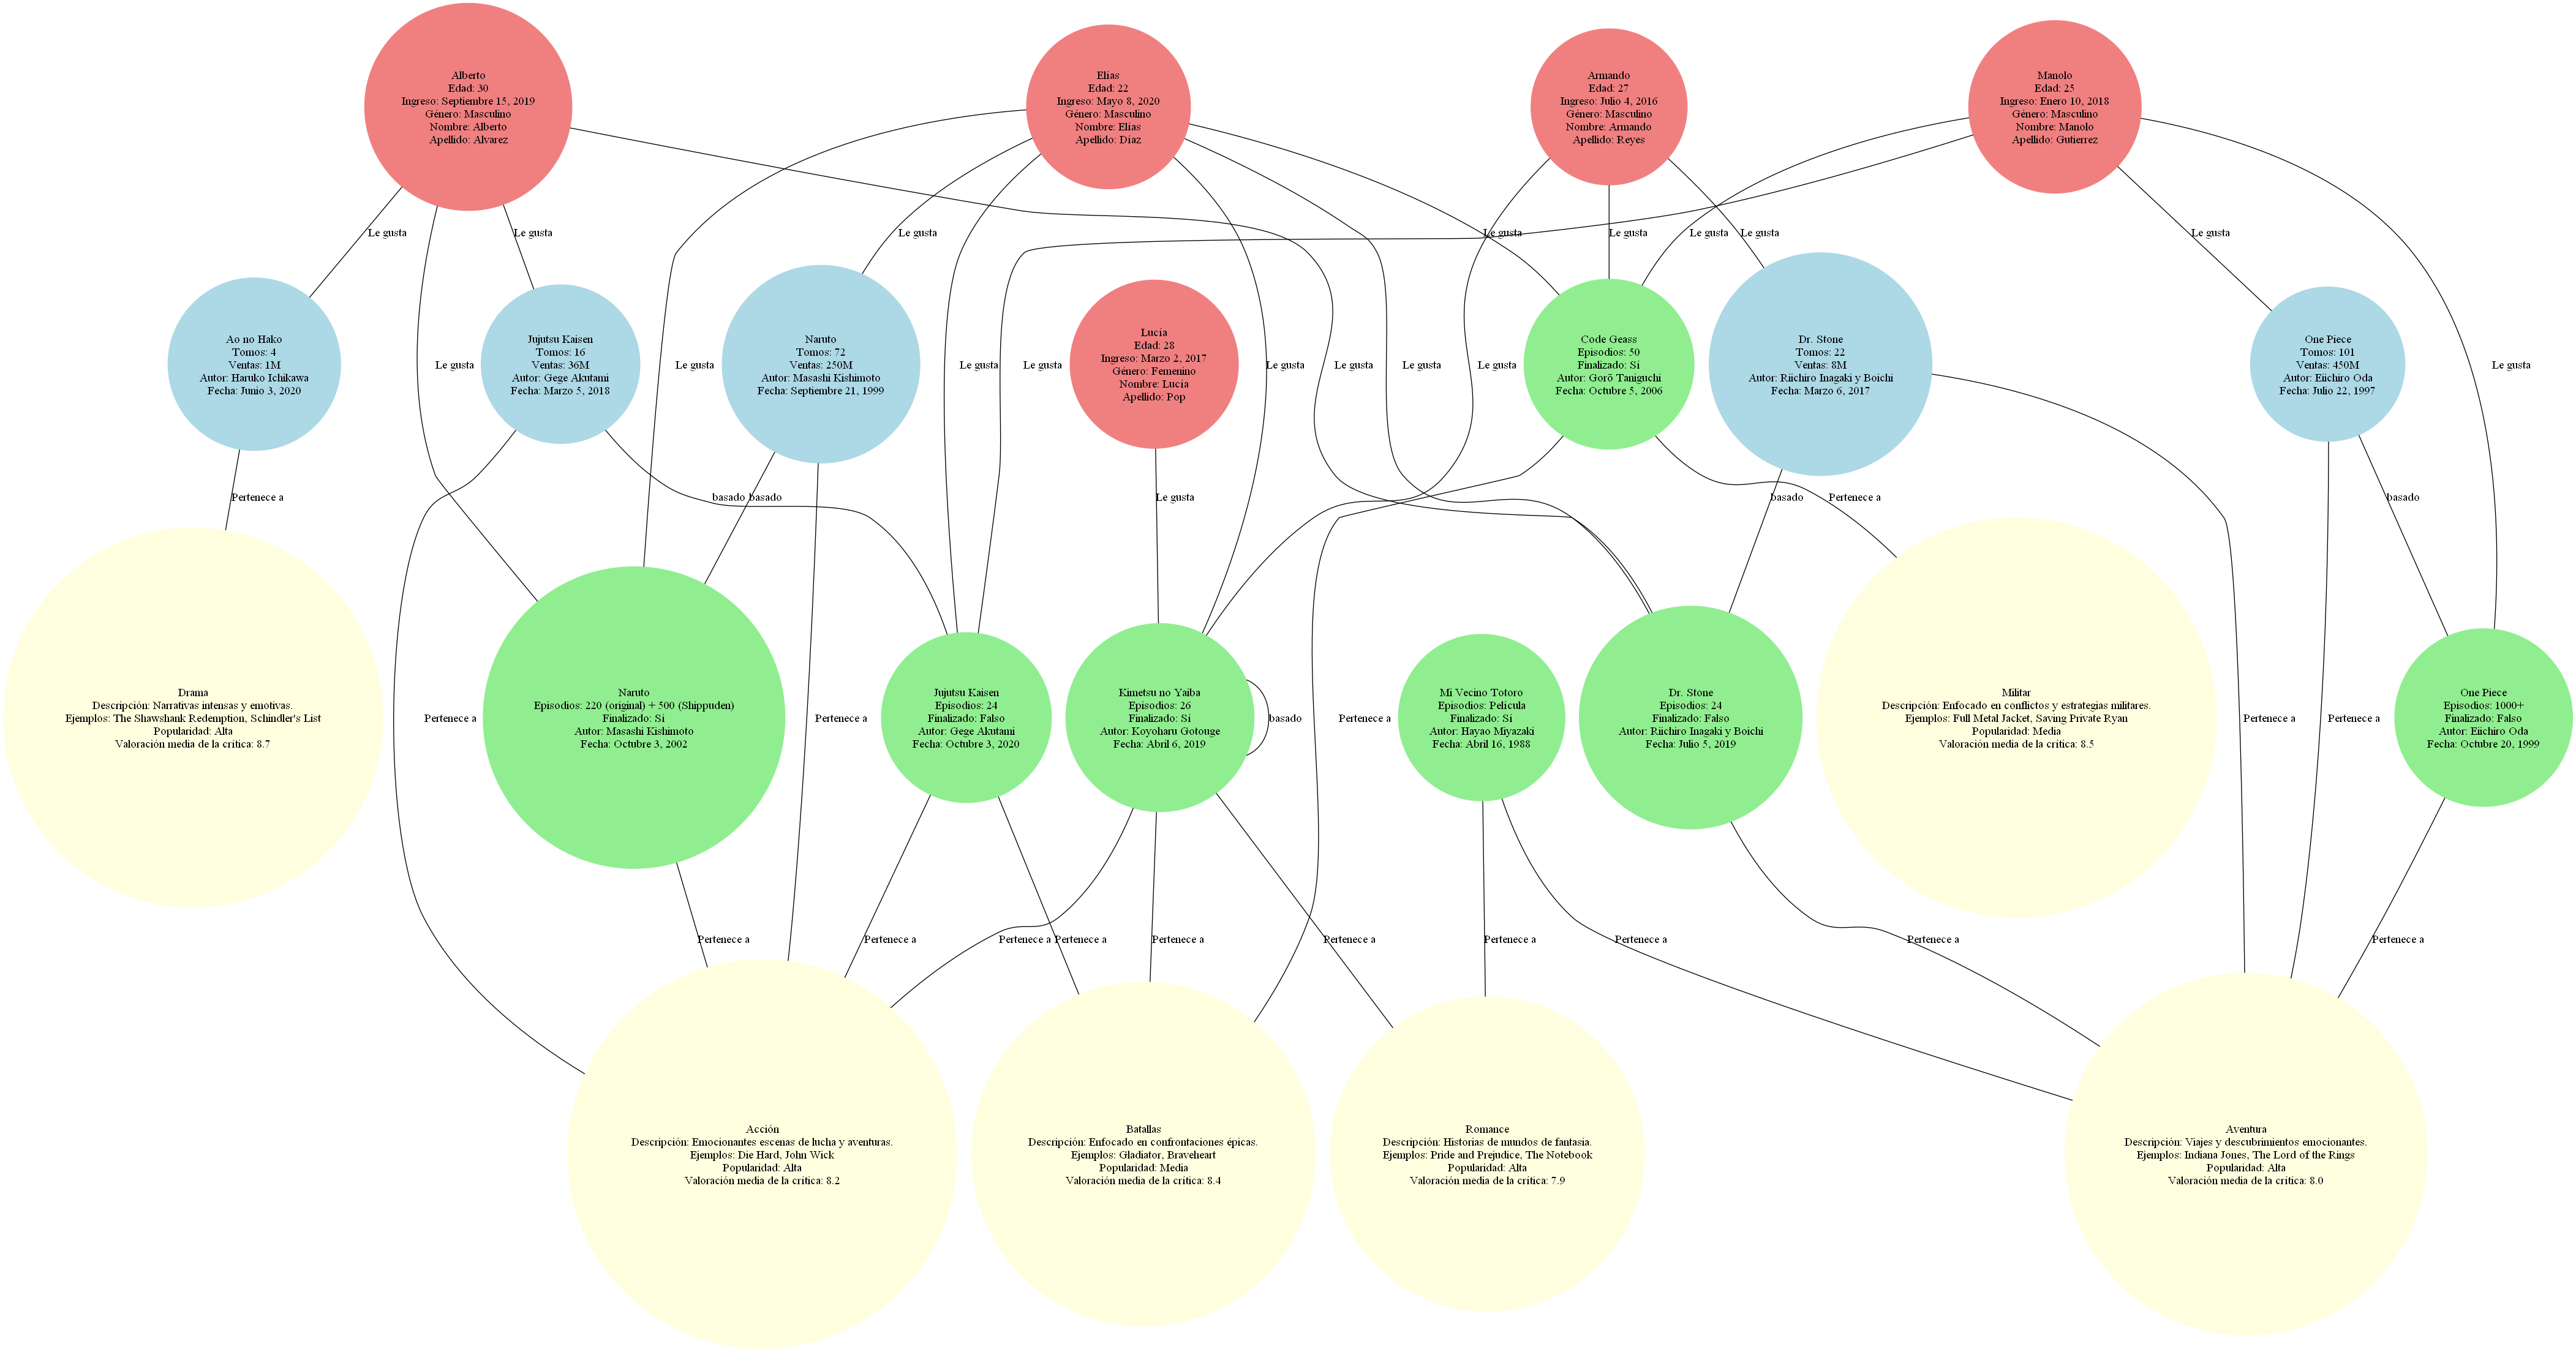 Alberto
Edad: 30
Ingreso: Septiembre 15, 2019
Género: Masculino
Nombre: Alberto
Apellido: Alvarez
Elías
Edad: 22
Ingreso: Mayo 8, 2020
Género: Masculino
Nombre: Elías
Apellido: Díaz
Armando
Edad: 27
Ingreso: Julio 4, 2016
Género: Masculino
Nombre: Armando
Apellido: Reyes
Manolo
Edad: 25
Ingreso: Enero 10, 2018
Género: Masculino
Nombre: Manolo
Apellido: Gutierrez
Le gusta
Le gusta
Le gusta
Le gusta
Le gusta
Le gusta
Le gusta
Le gusta
Ao no Hako
Tomos: 4
Ventas: 1M
Autor: Haruko Ichikawa
Fecha: Junio 3, 2020
Le gusta
Jujutsu Kaisen
Tomos: 16
Ventas: 36M
Autor: Gege Akutami
Fecha: Marzo 5, 2018
Le gusta
Naruto
Tomos: 72
Ventas: 250M
Autor: Masashi Kishimoto
Fecha: Septiembre 21, 1999
Le gusta
Le gusta
Lucía
Edad: 28
Ingreso: Marzo 2, 2017
Género: Femenino
Nombre: Lucía
Apellido: Pop
Le gusta
Le gusta
Le gusta
Le gusta
Code Geass
Episodios: 50
Finalizado: Sí
Autor: Gorō Taniguchi
Fecha: Octubre 5, 2006
Dr. Stone
Tomos: 22
Ventas: 8M
Autor: Riichiro Inagaki y Boichi
Fecha: Marzo 6, 2017
One Piece
Tomos: 101
Ventas: 450M
Autor: Eiichiro Oda
Fecha: Julio 22, 1997
Le gusta
Pertenece a
basado
basado
Le gusta
basado
Pertenece a
basado
Drama
Descripción: Narrativas intensas y emotivas.
Ejemplos: The Shawshank Redemption, Schindler's List
Popularidad: Alta
Valoración media de la crítica: 8.7
Pertenece a
Naruto
Episodios: 220 (original) + 500 (Shippuden)
Finalizado: Sí
Autor: Masashi Kishimoto
Fecha: Octubre 3, 2002
Pertenece a
Jujutsu Kaisen
Episodios: 24
Finalizado: Falso
Autor: Gege Akutami
Fecha: Octubre 3, 2020
Kimetsu no Yaiba
Episodios: 26
Finalizado: Sí
Autor: Koyoharu Gotouge
Fecha: Abril 6, 2019
basado
Pertenece a
Mi Vecino Totoro
Episodios: Película
Finalizado: Sí
Autor: Hayao Miyazaki
Fecha: Abril 16, 1988
Dr. Stone
Episodios: 24
Finalizado: Falso
Autor: Riichiro Inagaki y Boichi
Fecha: Julio 5, 2019
Militar
Descripción: Enfocado en conflictos y estrategias militares.
Ejemplos: Full Metal Jacket, Saving Private Ryan
Popularidad: Media
Valoración media de la crítica: 8.5
Pertenece a
Pertenece a
One Piece
Episodios: 1000+
Finalizado: Falso
Autor: Eiichiro Oda
Fecha: Octubre 20, 1999
Pertenece a
Pertenece a
Pertenece a
Pertenece a
Pertenece a
Pertenece a
Pertenece a
Pertenece a
Pertenece a
Pertenece a
Acción
Descripción: Emocionantes escenas de lucha y aventuras.
Ejemplos: Die Hard, John Wick
Popularidad: Alta
Valoración media de la crítica: 8.2
Batallas
Descripción: Enfocado en confrontaciones épicas.
Ejemplos: Gladiator, Braveheart
Popularidad: Media
Valoración media de la crítica: 8.4
Romance
Descripción: Historias de mundos de fantasía.
Ejemplos: Pride and Prejudice, The Notebook
Popularidad: Alta
Valoración media de la crítica: 7.9
Aventura
Descripción: Viajes y descubrimientos emocionantes.
Ejemplos: Indiana Jones, The Lord of the Rings
Popularidad: Alta
Valoración media de la crítica: 8.0